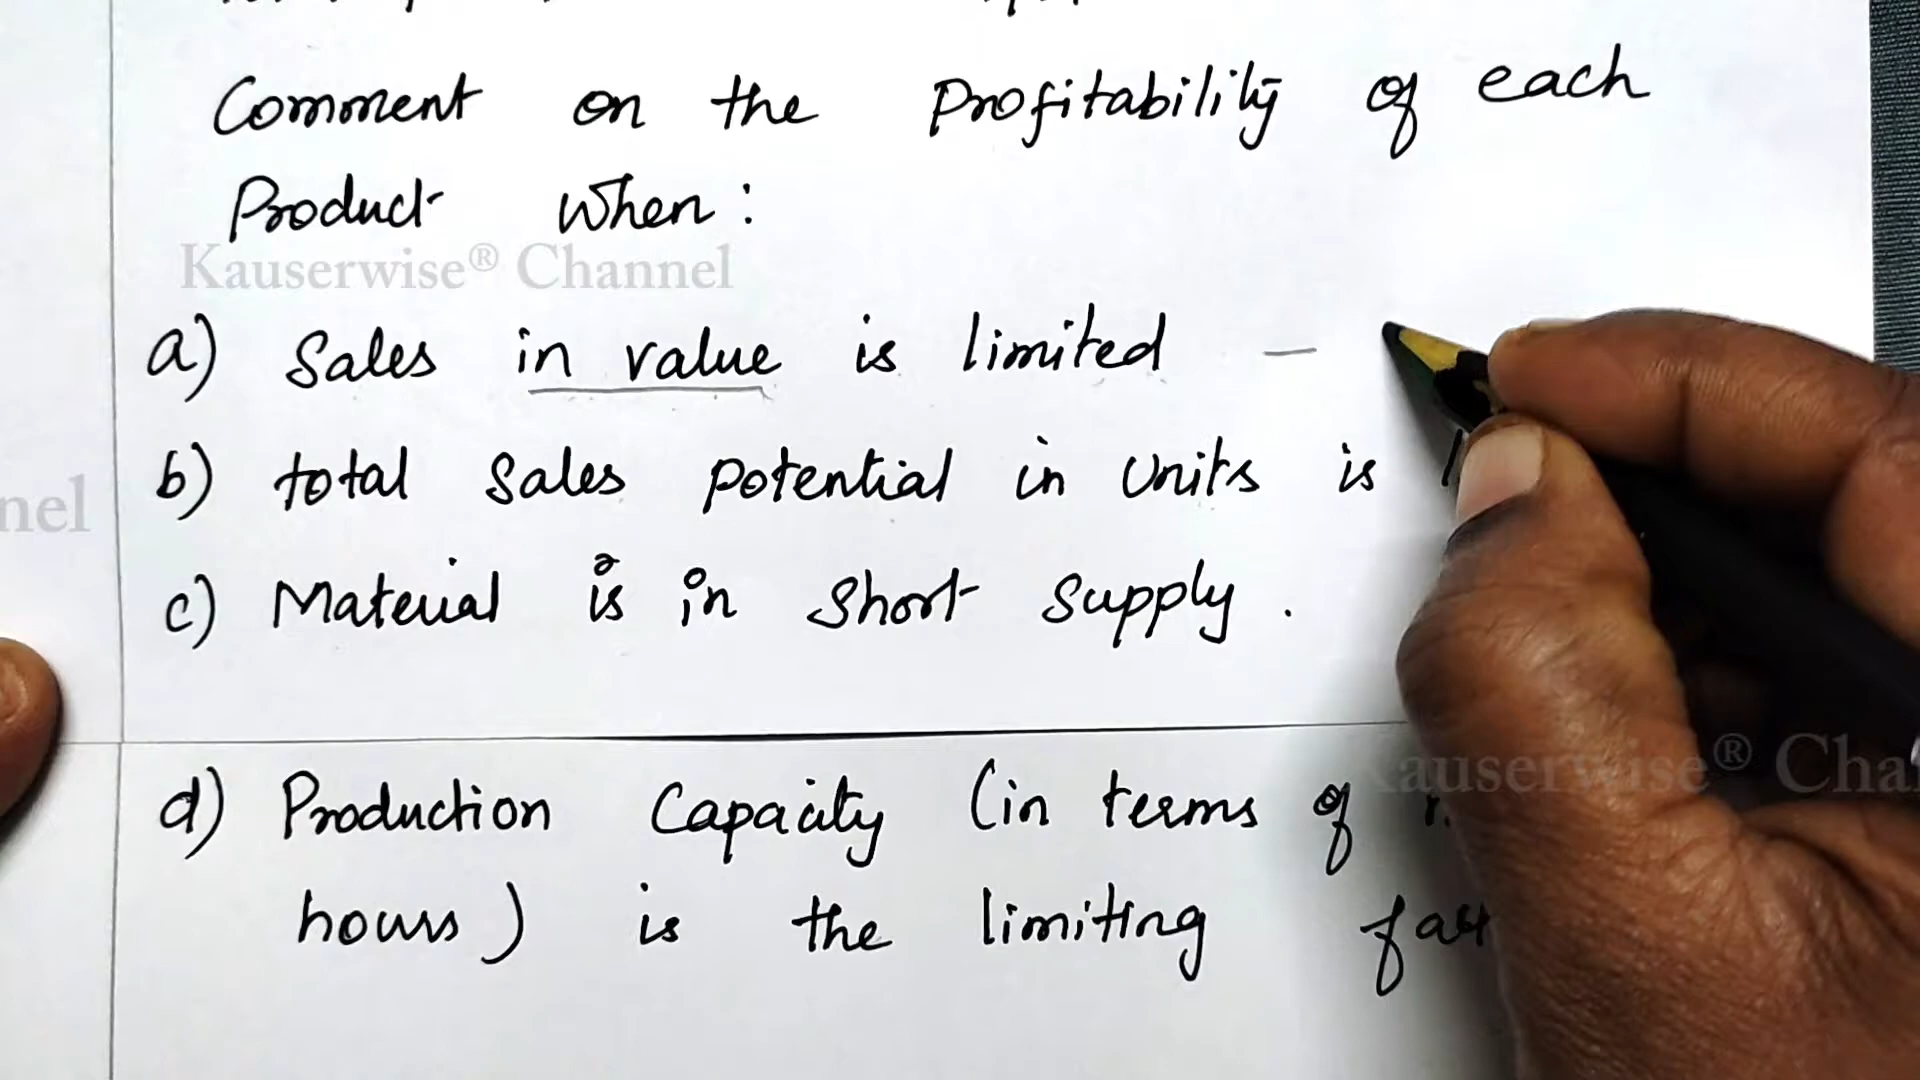 Comment on the Profitability of each
Product When:
Kauserwise® Channel
a) Sales in value is limited –
b) total Sales potential in Units is
nel
c) Material is in Short Supply.
Kauserwise® Cha
d) Production Capacity (in terms of
hours) is the limiting